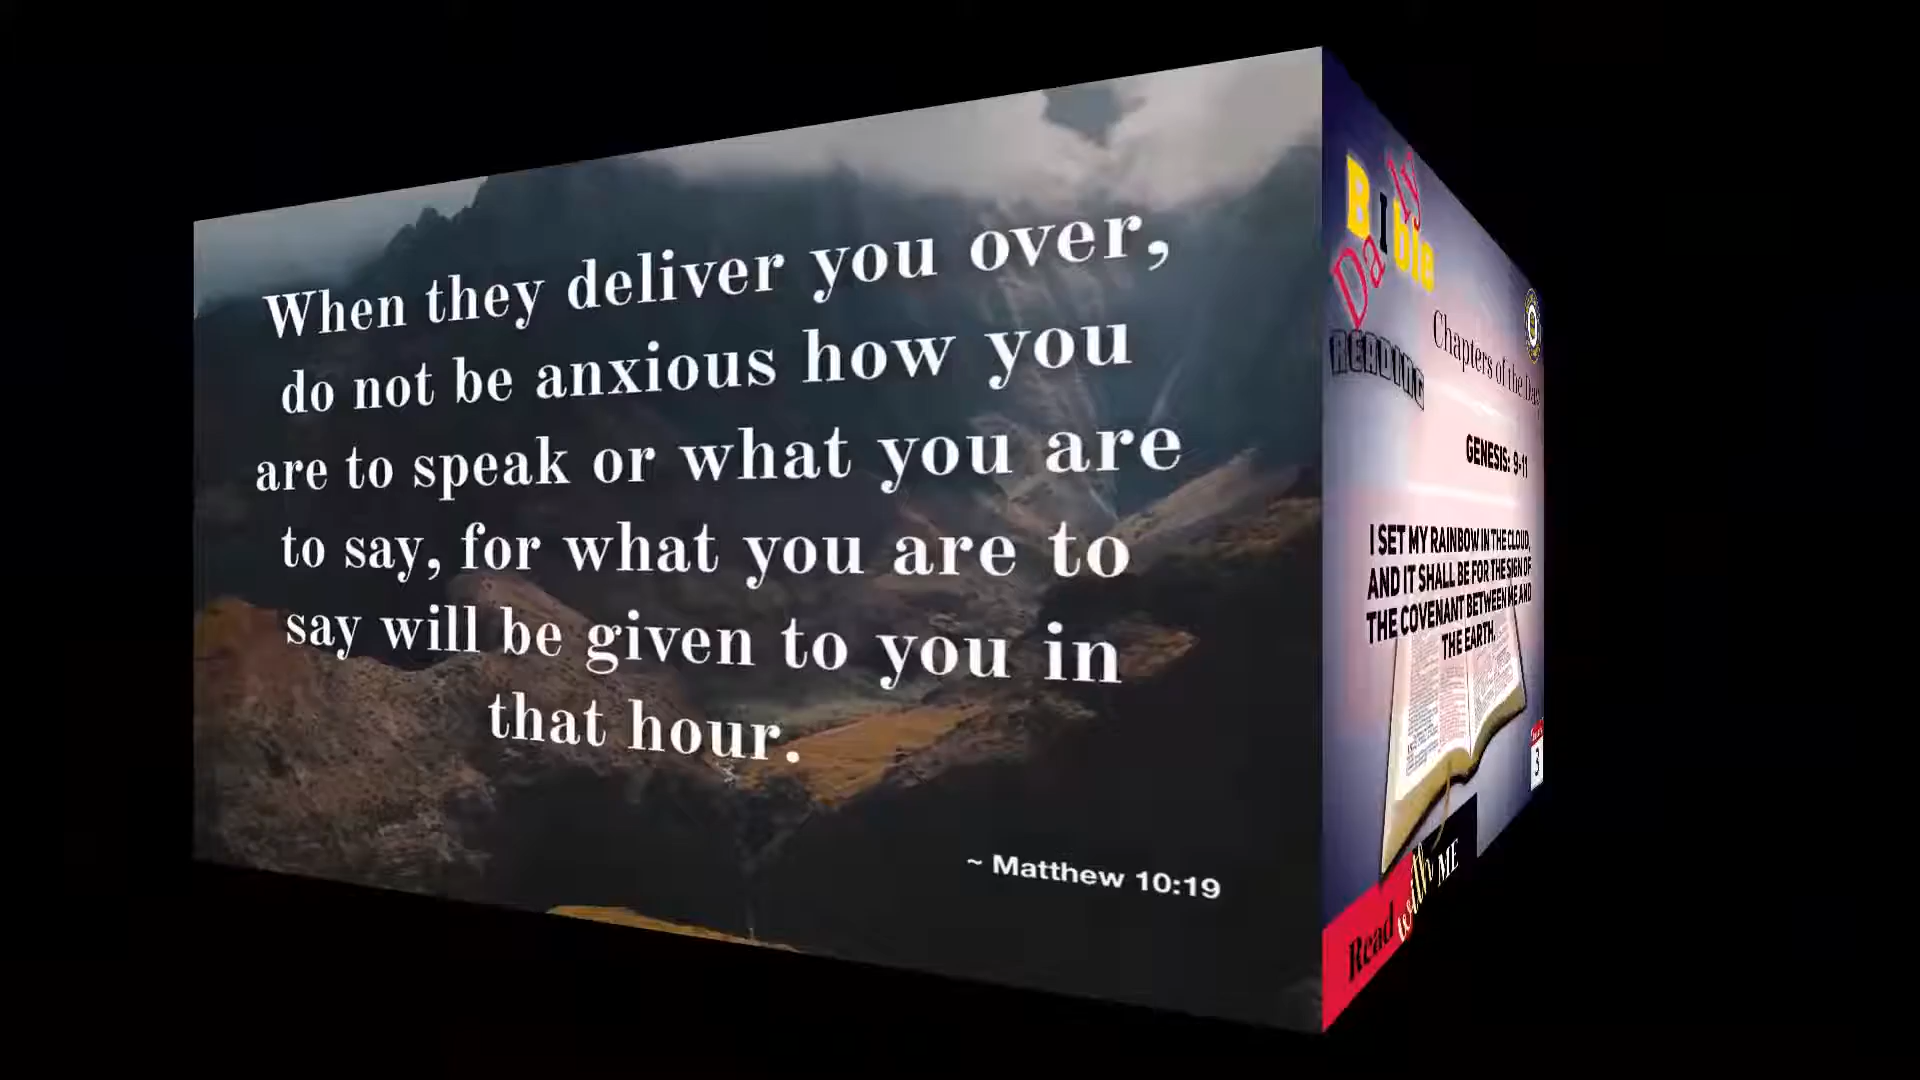 When they deliver you over,
do not be anxious how you
are to speak or what you are
to say, for what you are to
say will be given to you in
that hour.
~ Matthew 10:19
Daily
BIble
READING
Chapters of the Day
GENESIS: 9-11
I SET MY RAINBOW IN THE CLOUD,
AND IT SHALL BE FOR THE SIGN OF
THE COVENANT BETWEEN ME AND
THE EARTH.
3
Read with ME